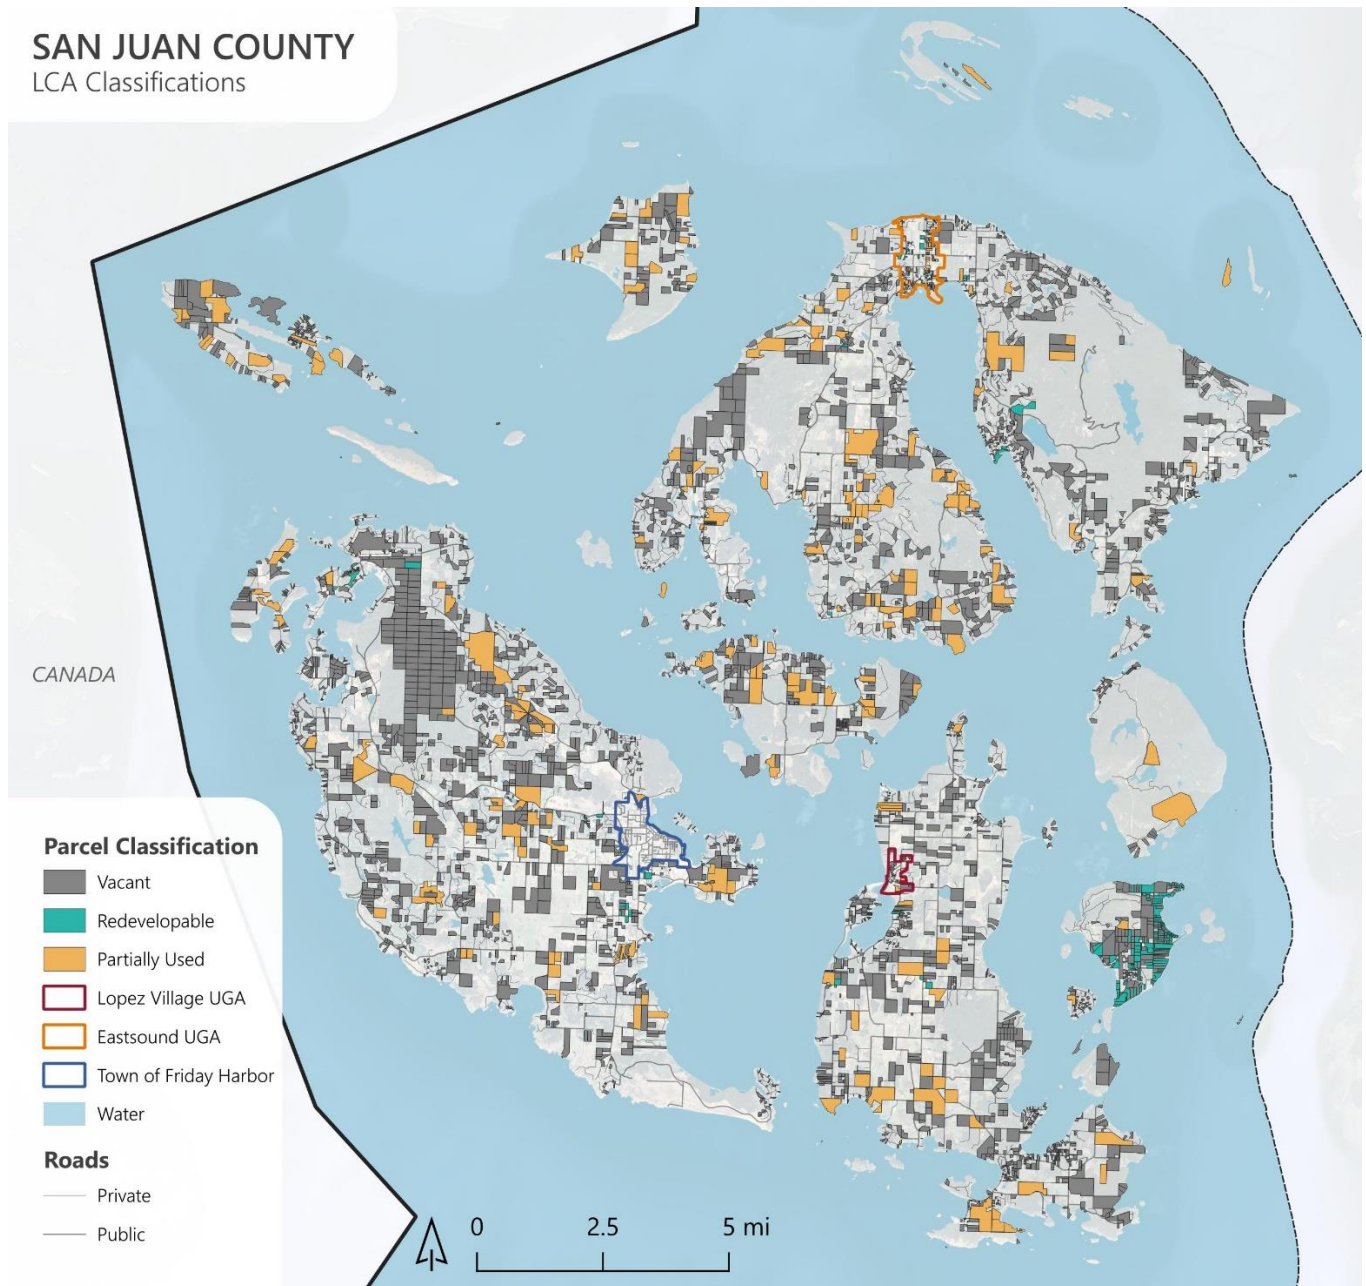 SAN JUAN COUNTY
LCA Classifications
CANADA
Parcel Classification
Vacant
Redevelopable
Partially Used
Lopez Village UGA
Eastsound UGA
Town of Friday Harbor
Water
Roads
Private
Public
0 2.5 5 mi